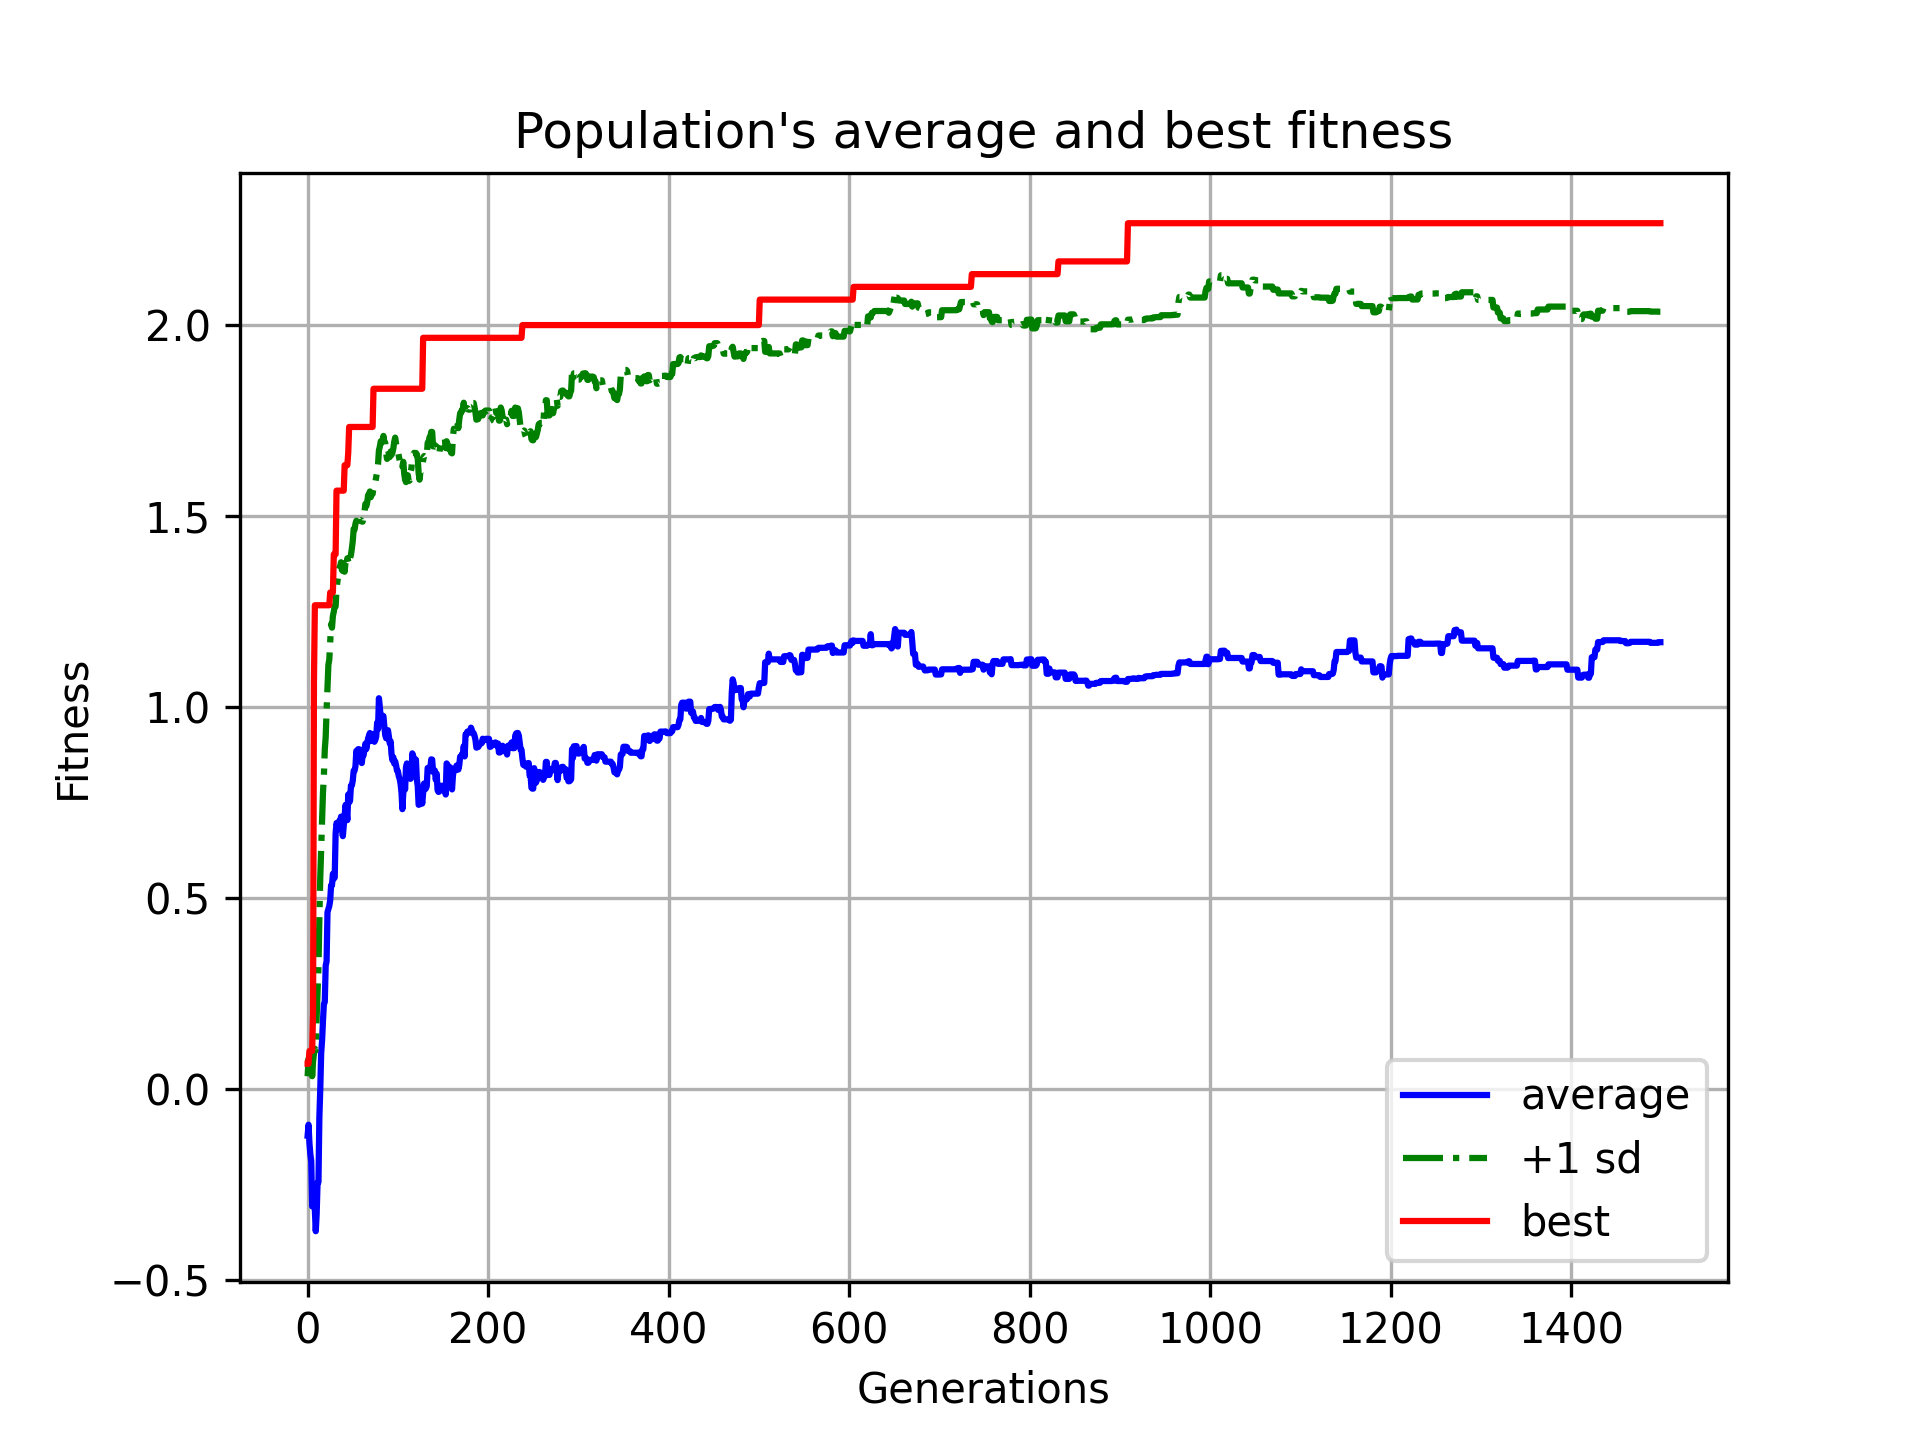 Population's average and best fitness
Fitness
2.0
1.5
1.0
0.5
0.0
−0.5
0 200 400 600 800 1000 1200 1400
Generations
average
+1 sd
best